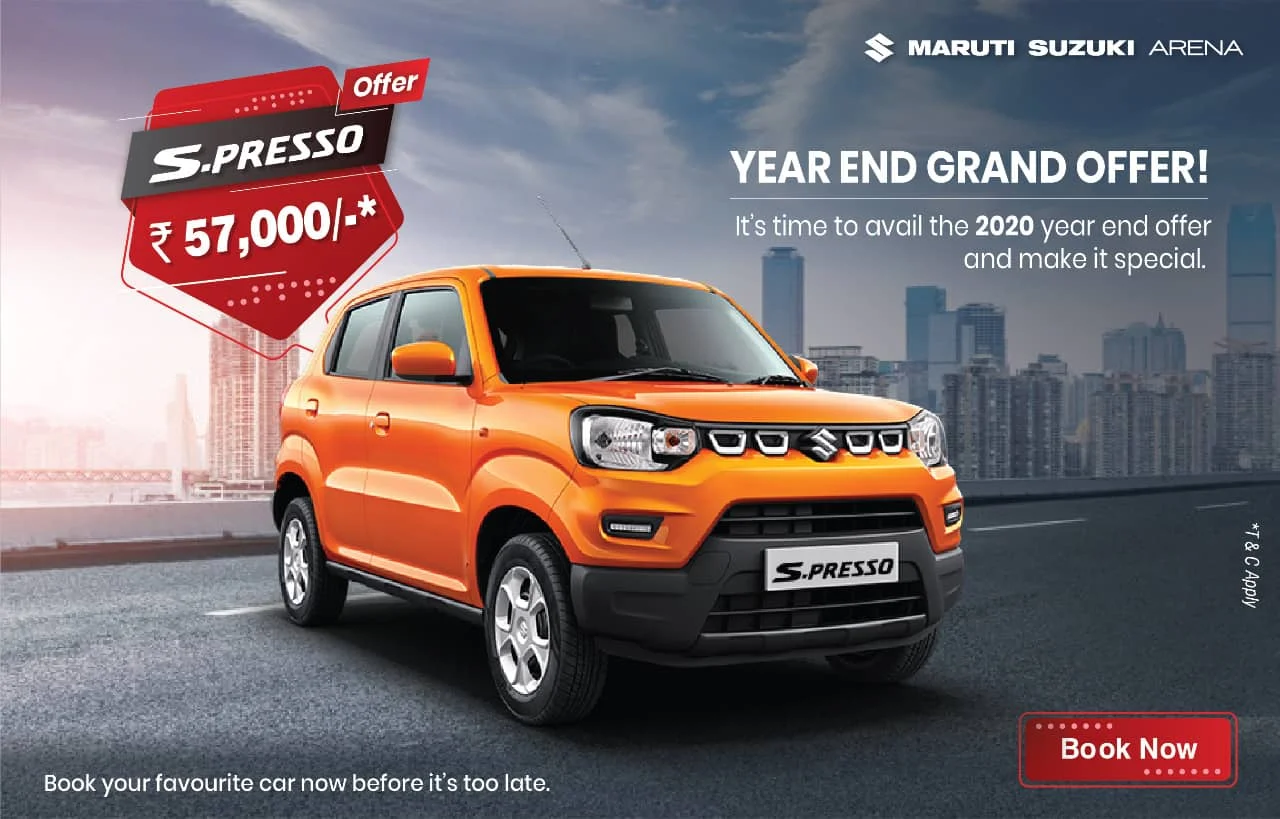 MARUTI SUZUKI ARENA
Offer
S.PRESSO
₹ 57,000/-*
YEAR END GRAND OFFER!
It's time to avail the 2020 year end offer
and make it special.
S.PRESSO
*T & C Apply
Book Now
Book your favourite car now before it's too late.